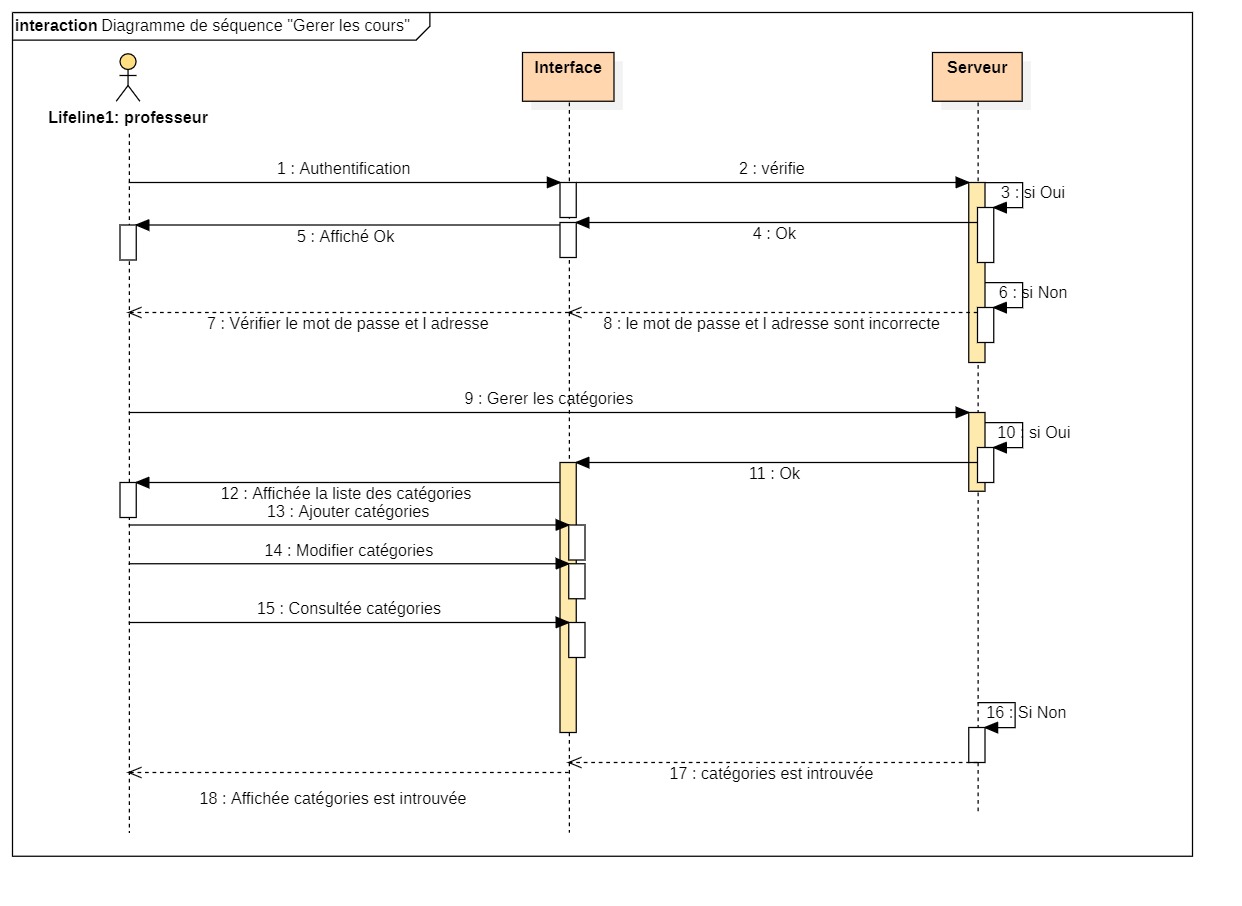 interaction Diagramme de séquence "Gerer les cours"
Interface
Serveur
Lifeline1: professeur
1 : Authentification
2 : vérifie
3 : si Oui
4 : Ok
5 : Affiché Ok
6 : si Non
7 : Vérifier le mot de passe et l adresse
8 : le mot de passe et l adresse sont incorrecte
9 : Gerer les catégories
10 : si Oui
11 : Ok
12 : Affichée la liste des catégories
13 : Ajouter catégories
14 : Modifier catégories
15 : Consultée catégories
16 : Si Non
17 : catégories est introuvée
18 : Affichée catégories est introuvée